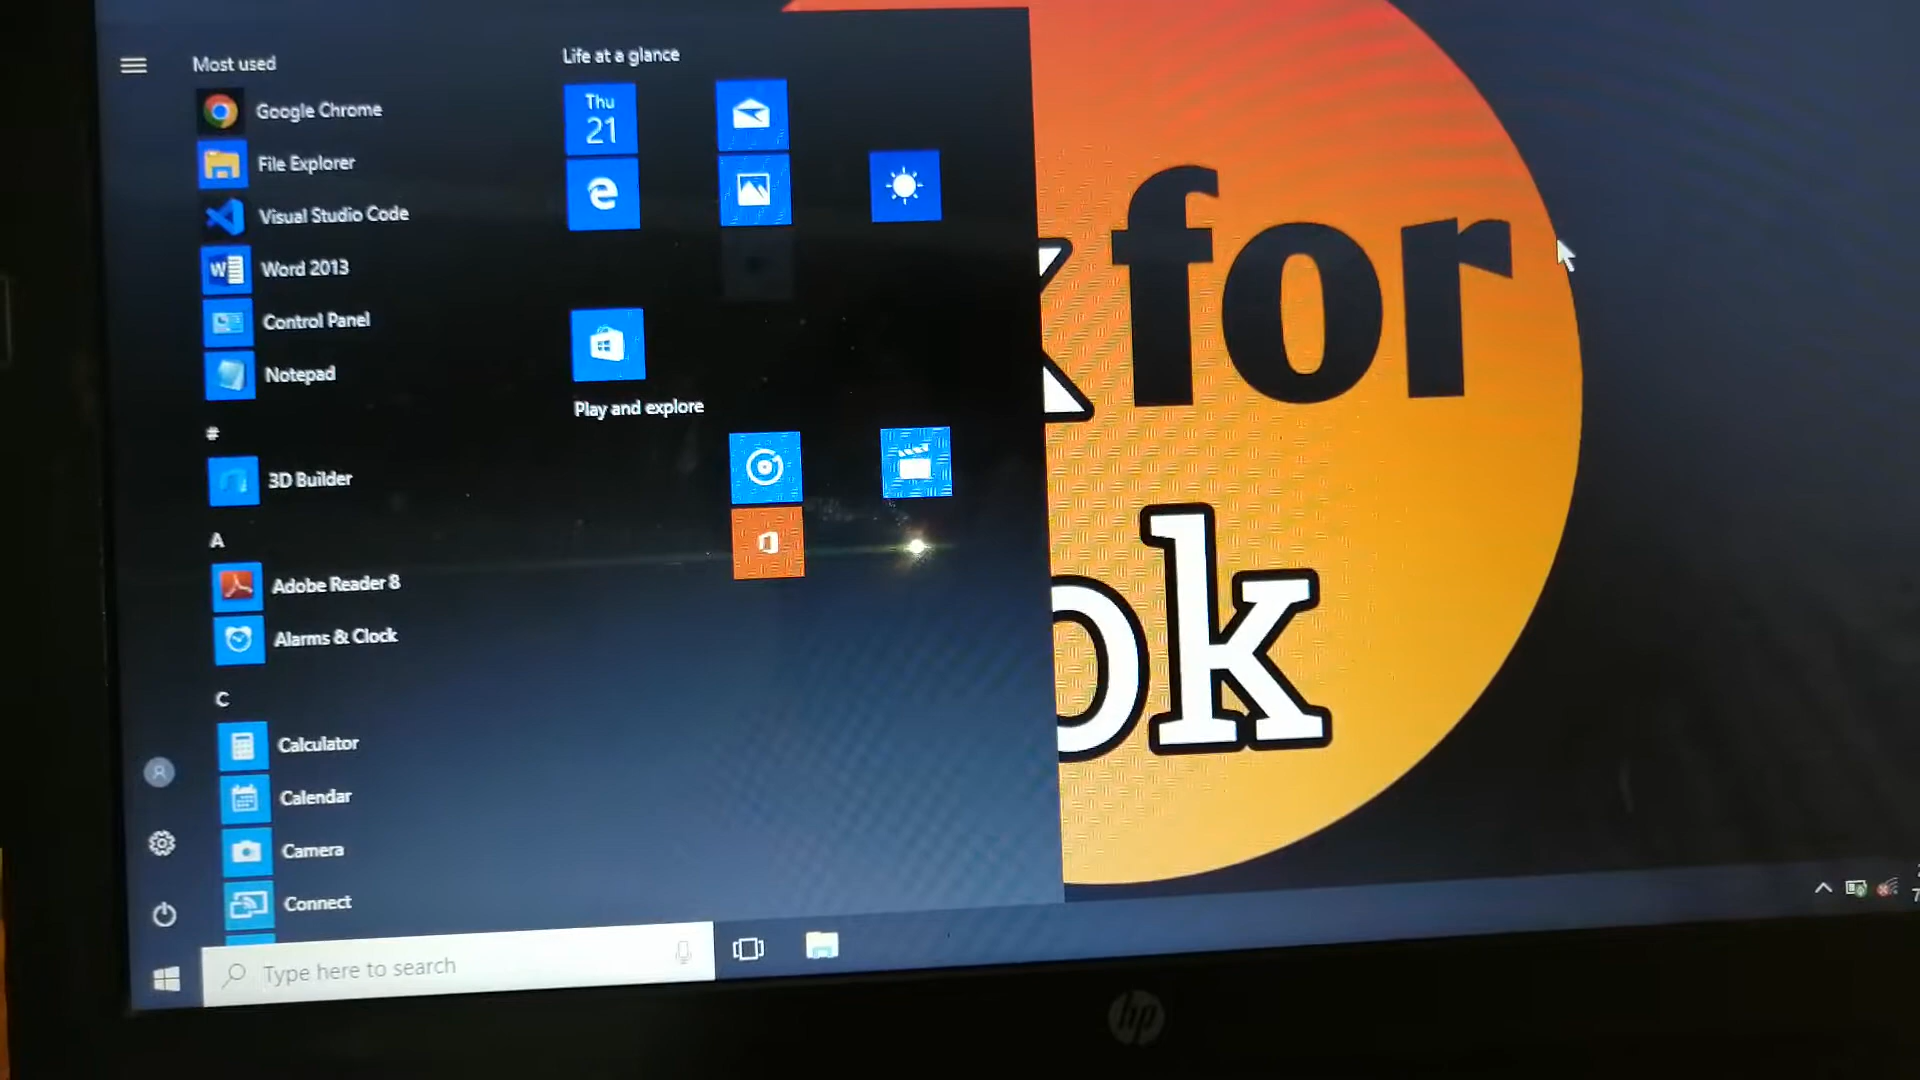 Most used
Google Chrome
File Explorer
Visual Studio Code
Word 2013
Control Panel
Notepad
#
3D Builder
A
Adobe Reader 8
Alarms & Clock
C
Calculator
Calendar
Camera
Connect
Life at a glance
Thu
21
Play and explore
for
ok
Type here to search
hp